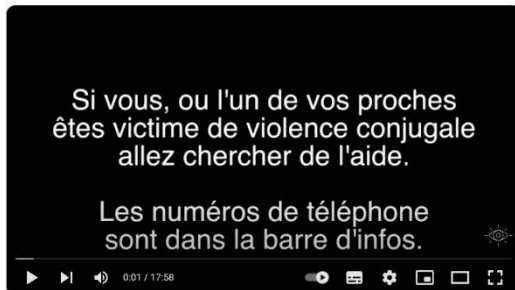 Si vous, ou l'un de vos proches
êtes victime de violence conjugale
allez chercher de l'aide.
Les numéros de téléphone
sont dans la barre d'infos.
0:01 / 17:58